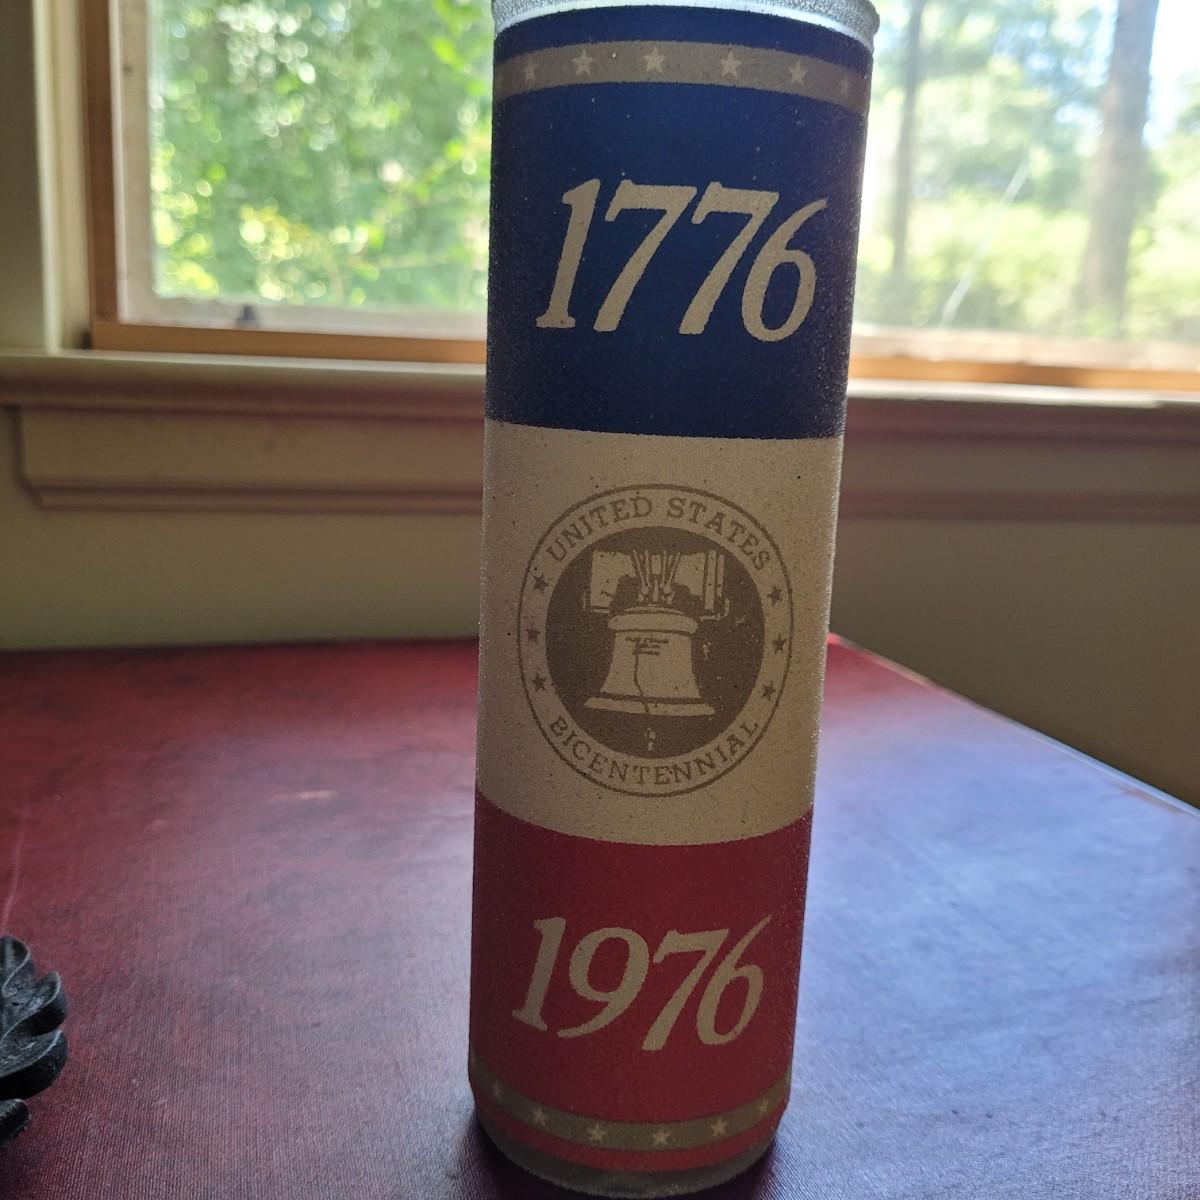 1776
UNITED STATES
BICENTENNIAL
1976